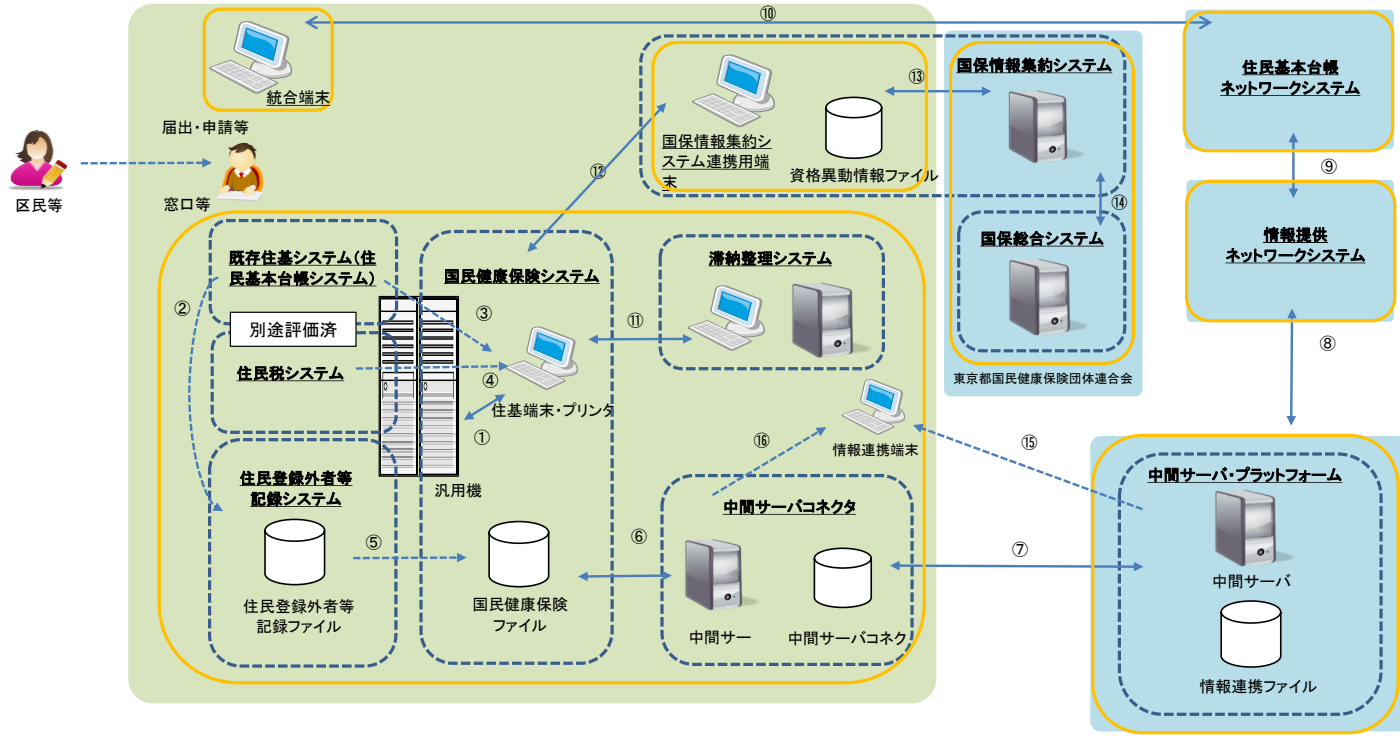 ⑩
統合端末
届出・申請等
区民等
窓口等
国保情報集約シ
ステム連携用端
末
資格異動情報ファイル
⑬
国保情報集約システム
住民基本台帳
ネットワークシステム
⑨
⑫
⑭
国保総合システム
東京都国民健康保険団体連合会
情報提供
ネットワークシステム
⑧
既存住基システム(住
民基本台帳システム)
②
別途評価済
住民税システム
国民健康保険システム
③
④
住基端末・プリンタ
①
汎用機
⑪
滞納整理システム
情報連携端末
⑯
⑮
住民登録外者等
記録システム
⑤
住民登録外者等
記録ファイル
国民健康保険
ファイル
⑥
中間サーバコネクタ
中間サー
中間サーバコネク
⑦
中間サーバ・プラットフォーム
中間サーバ
情報連携ファイル